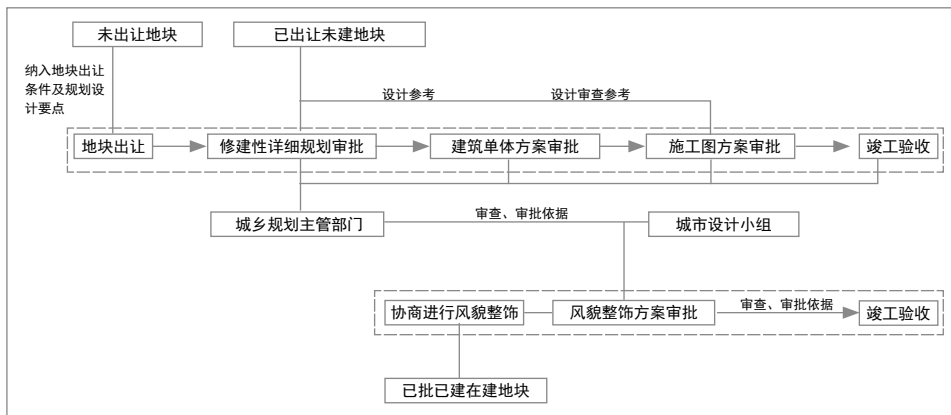 未出让地块
已出让未建地块
纳入地块出让
条件及规划设
计要点
设计参考
设计审查参考
地块出让
修建性详细规划审批
建筑单体方案审批
施工图方案审批
竣工验收
城乡规划主管部门
审查、审批依据
城市设计小组
协商进行风貌整饰
风貌整饰方案审批
审查、审批依据
竣工验收
已批已建在建地块